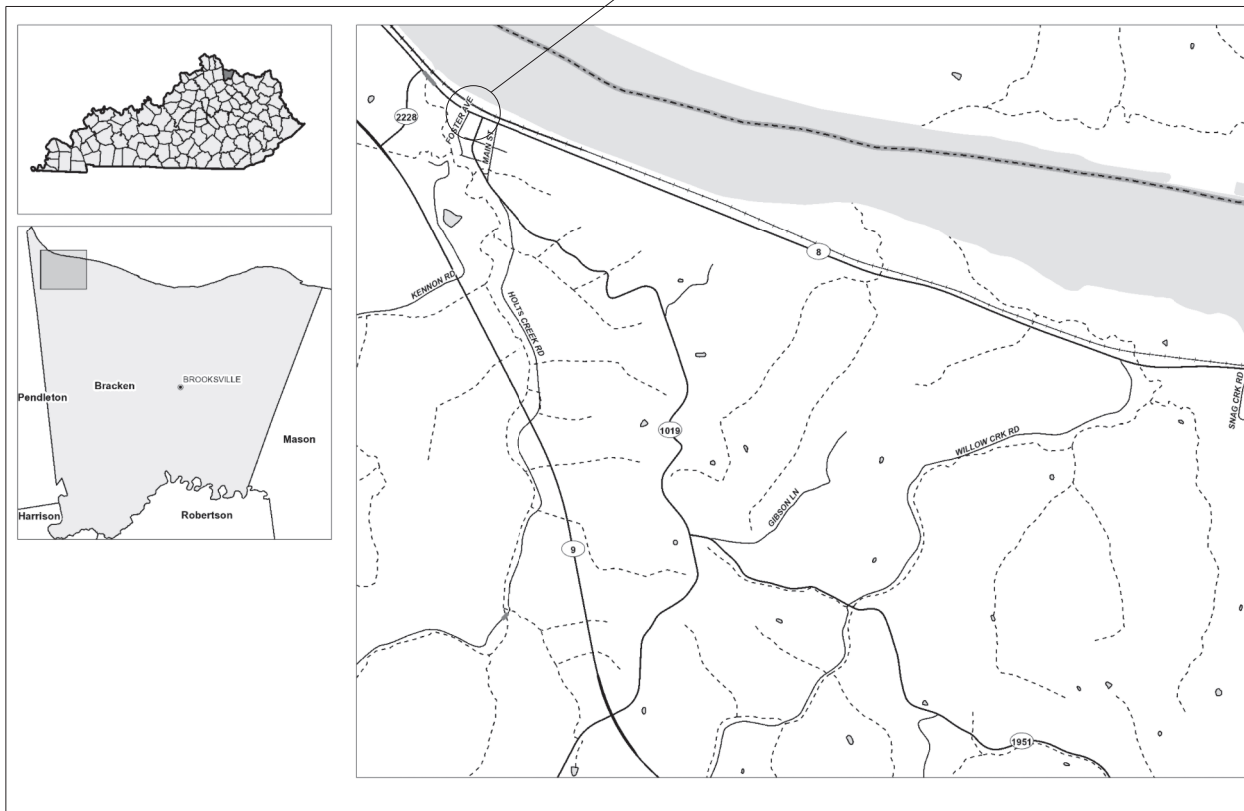 BROOKSVILLE
Bracken
Pendleton
Mason
Harrison
Robertson
2228
FOSTER AVE
MAIN ST
8
KENNON RD
HOLTS CREEK RD
SNAG CRK RD
1019
WILLOW CRK RD
GIBSON LN
9
1951